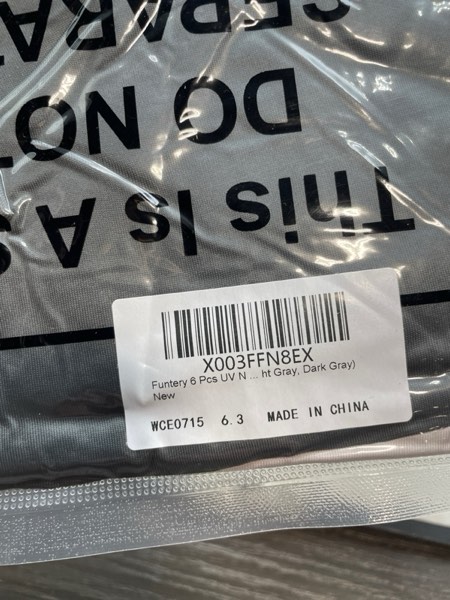 This Is A S
DO NOT
SEPARA
X003FFN8EX
Funtery 6 Pcs UV N ... ht Gray, Dark Gray)
New
WCE0715 6.3 MADE IN CHINA